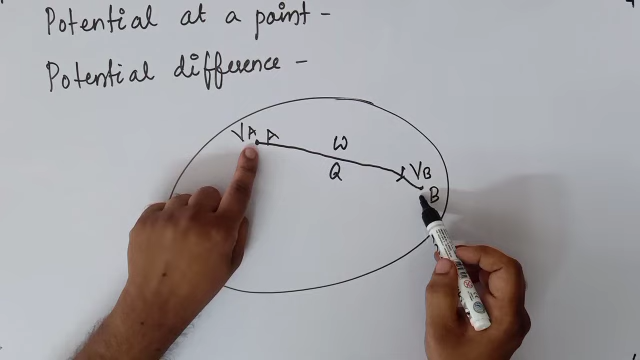 Potential at a point -
Potential difference -
VA A
W
Q
VB
B